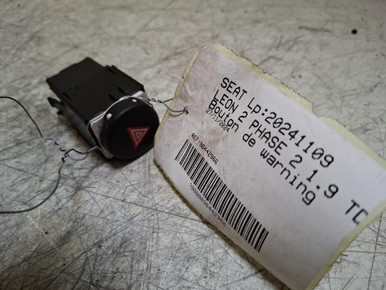 SEAT Lp:20241109
LEON 2 PHASE 2 1.9 TD
Bouton de warning